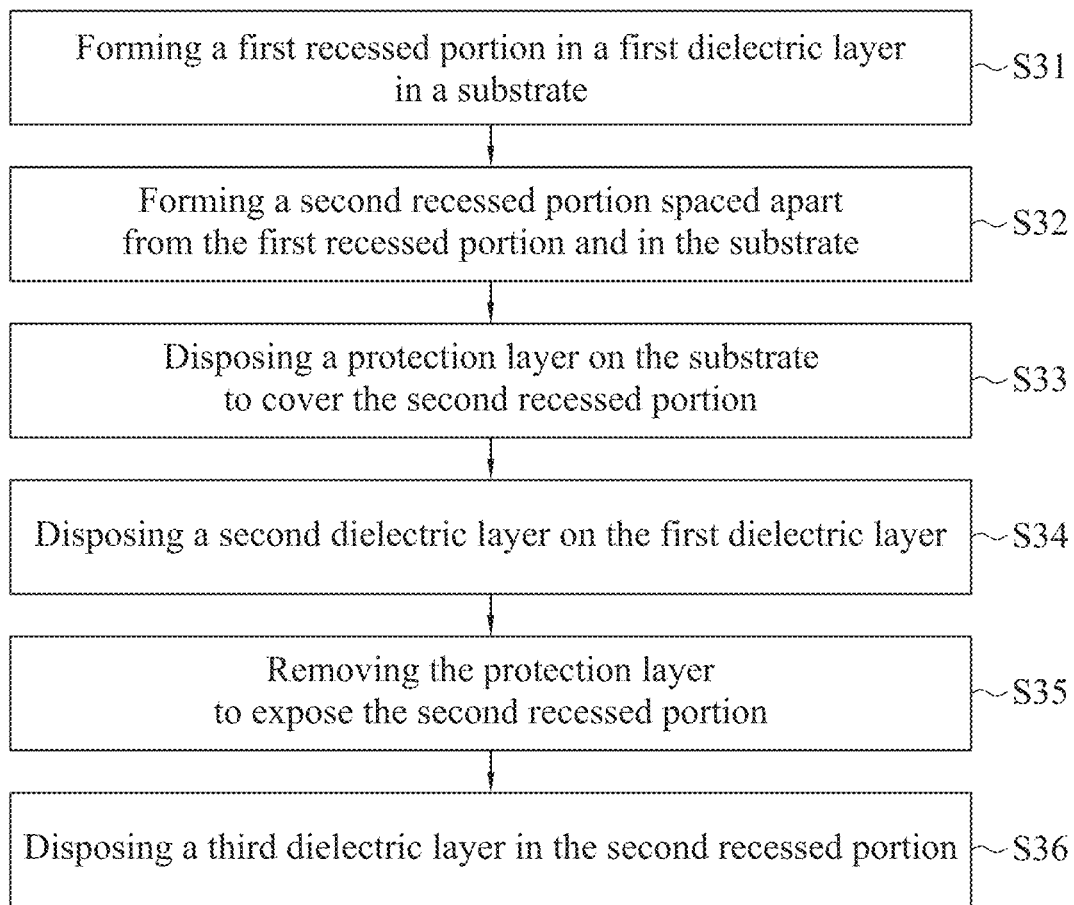 Forming a first recessed portion in a first dielectric layer
in a substrate
S31
Forming a second recessed portion spaced apart
from the first recessed portion and in the substrate
S32
Disposing a protection layer on the substrate
to cover the second recessed portion
S33
Disposing a second dielectric layer on the first dielectric layer
S34
Removing the protection layer
to expose the second recessed portion
S35
Disposing a third dielectric layer in the second recessed portion
S36